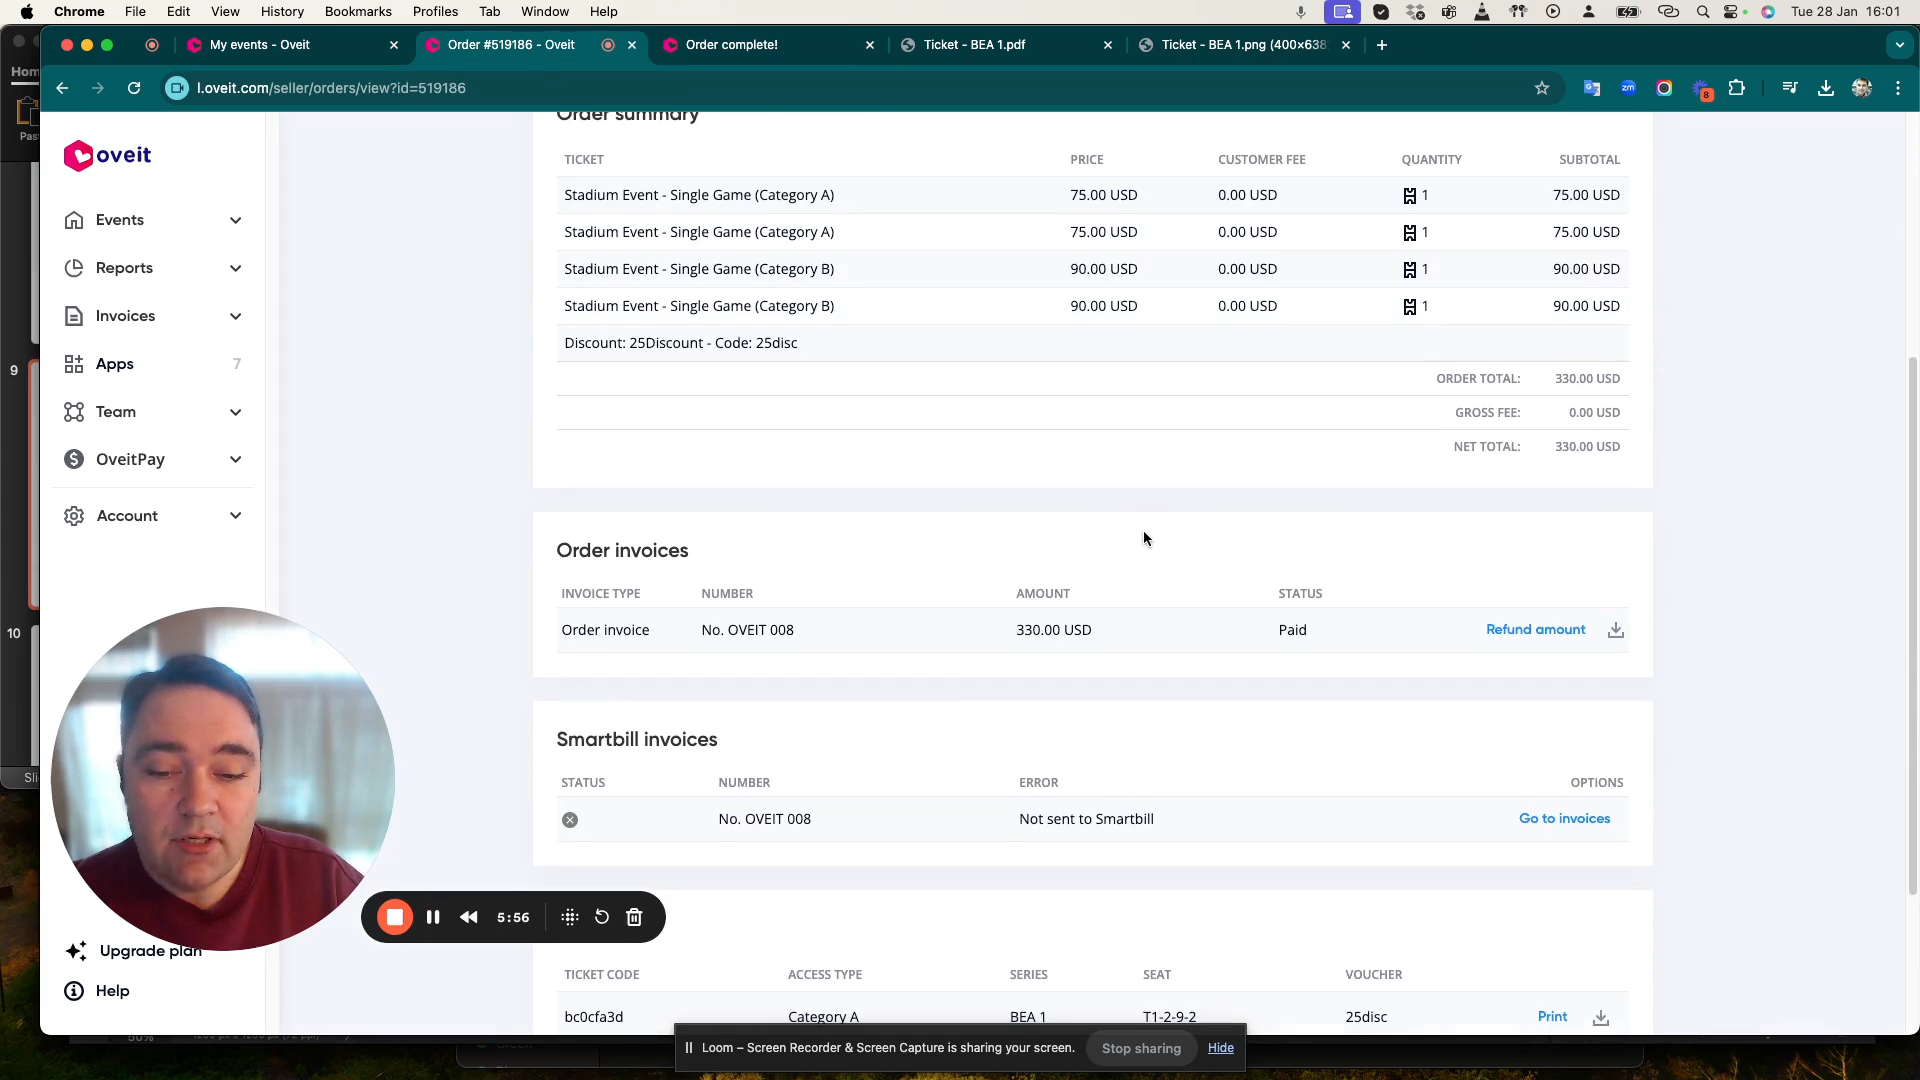 Chrome File Edit View History Bookmarks Profiles Tab Window Help Tue 28 Jan 16:01
My events - Oveit Order #519186 - Oveit Order complete! Ticket - BEA 1.pdf Ticket - BEA 1.png (400×638
l.oveit.com/seller/orders/view?id=519186
zm
8
Hom
Past
9
10
Sli
oveit
Events
Reports
Invoices
Apps 7
Team
OveitPay
Account
Upgrade plan
Help
Order summary
TICKET PRICE CUSTOMER FEE QUANTITY SUBTOTAL
Stadium Event - Single Game (Category A) 75.00 USD 0.00 USD 1 75.00 USD
Stadium Event - Single Game (Category A) 75.00 USD 0.00 USD 1 75.00 USD
Stadium Event - Single Game (Category B) 90.00 USD 0.00 USD 1 90.00 USD
Stadium Event - Single Game (Category B) 90.00 USD 0.00 USD 1 90.00 USD
Discount: 25Discount - Code: 25disc
ORDER TOTAL: 330.00 USD
GROSS FEE: 0.00 USD
NET TOTAL: 330.00 USD
Order invoices
INVOICE TYPE NUMBER AMOUNT STATUS
Order invoice No. OVEIT 008 330.00 USD Paid Refund amount
Smartbill invoices
STATUS NUMBER ERROR OPTIONS
No. OVEIT 008 Not sent to Smartbill Go to invoices
5:56
TICKET CODE ACCESS TYPE SERIES SEAT VOUCHER
bc0cfa3d Category A BEA 1 T1-2-9-2 25disc Print
Loom – Screen Recorder & Screen Capture is sharing your screen. Stop sharing Hide